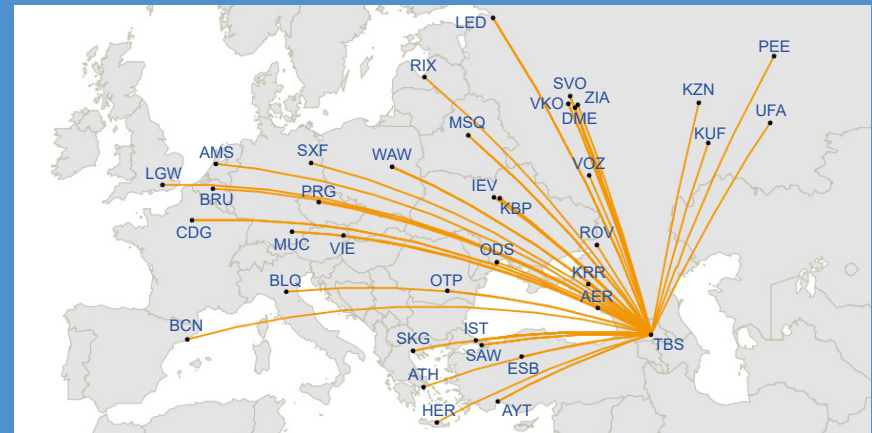 LED
PEE
RIX
SVO
VKO
ZIA
DME
KZN
UFA
MSQ
KUF
AMS
SXF
WAW
VOZ
LGW
BRU
PRG
IEV
KBP
CDG
MUC
VIE
ODS
ROV
BLQ
OTP
KRR
AER
BCN
SKG
IST
SAW
TBS
ATH
ESB
HER
AYT